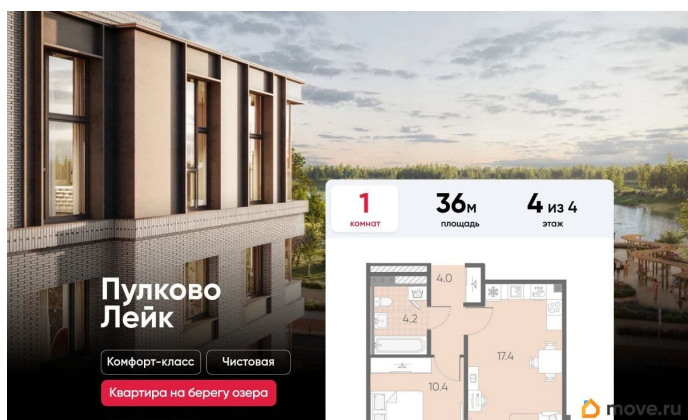 1
комнат
36м
площадь
4 из 4
этаж
Пулково
Лейк
Комфорт-класс
Чистовая
Квартира на берегу озера
4.0
4.2
17.4
10.4
move.ru